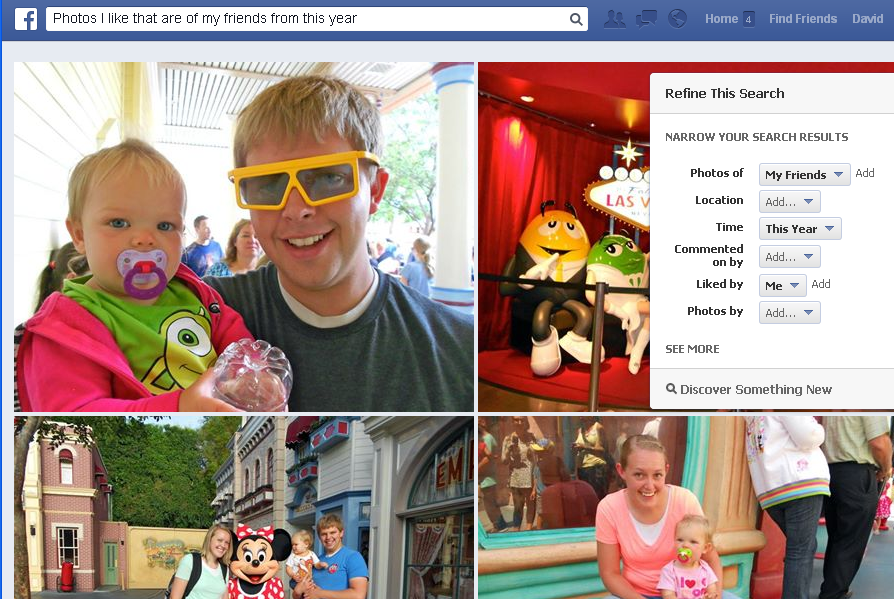 f
Photos I like that are of my friends from this year
Home 4 Find Friends David
Refine This Search
NARROW YOUR SEARCH RESULTS
Photos of My Friends Add
Location Add...
Time This Year
Commented
on by Add...
Liked by Me Add
Photos by Add...
SEE MORE
Discover Something New
LAS V
EM